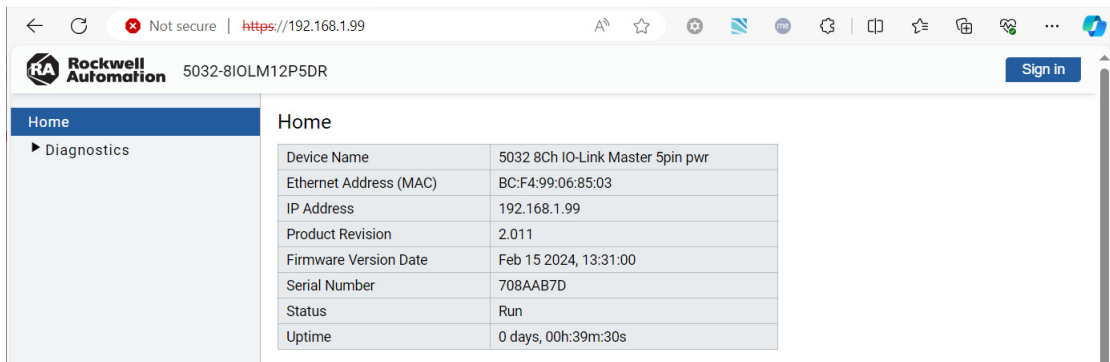 Not secure | https://192.168.1.99
Rockwell Automation 5032-8IOLM12P5DR Sign in
Home
Diagnostics
Home
Device Name 5032 8Ch IO-Link Master 5pin pwr
Ethernet Address (MAC) BC:F4:99:06:85:03
IP Address 192.168.1.99
Product Revision 2.011
Firmware Version Date Feb 15 2024, 13:31:00
Serial Number 708AAB7D
Status Run
Uptime 0 days, 00h:39m:30s